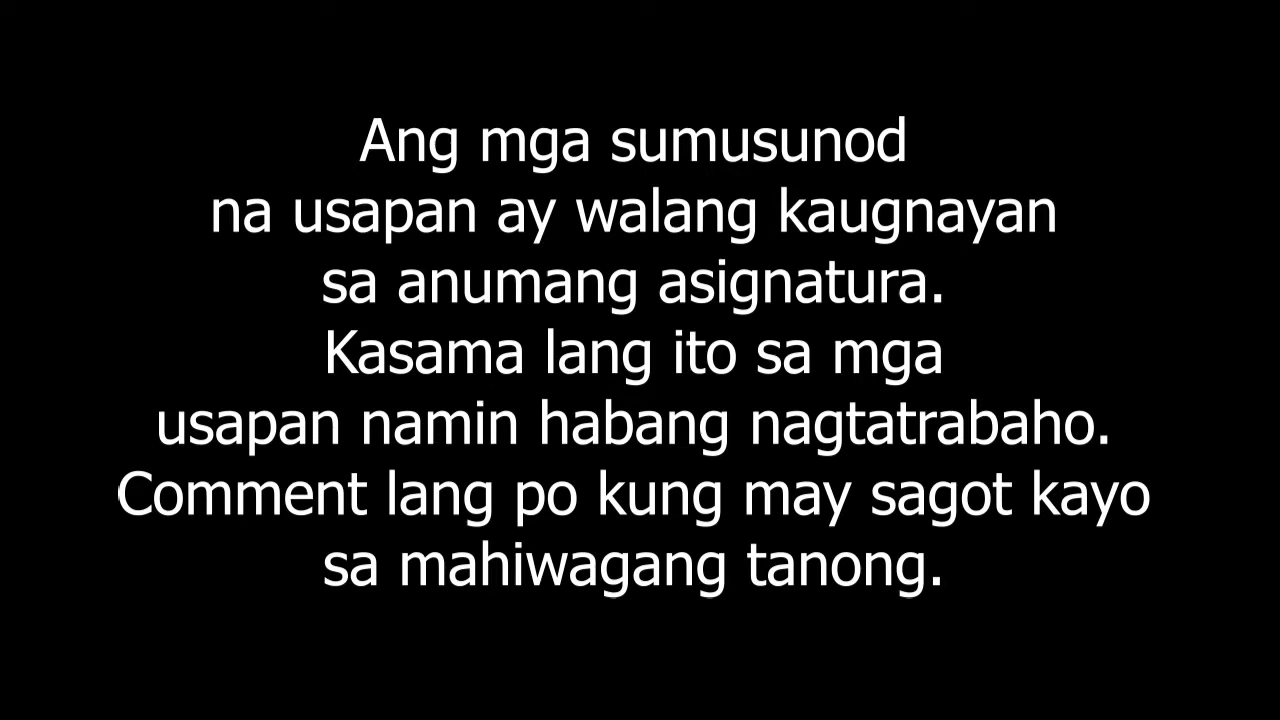 Ang mga sumusunod
na usapan ay walang kaugnayan
sa anumang asignatura.
Kasama lang ito sa mga
usapan namin habang nagtatrabaho.
Comment lang po kung may sagot kayo
sa mahiwagang tanong.